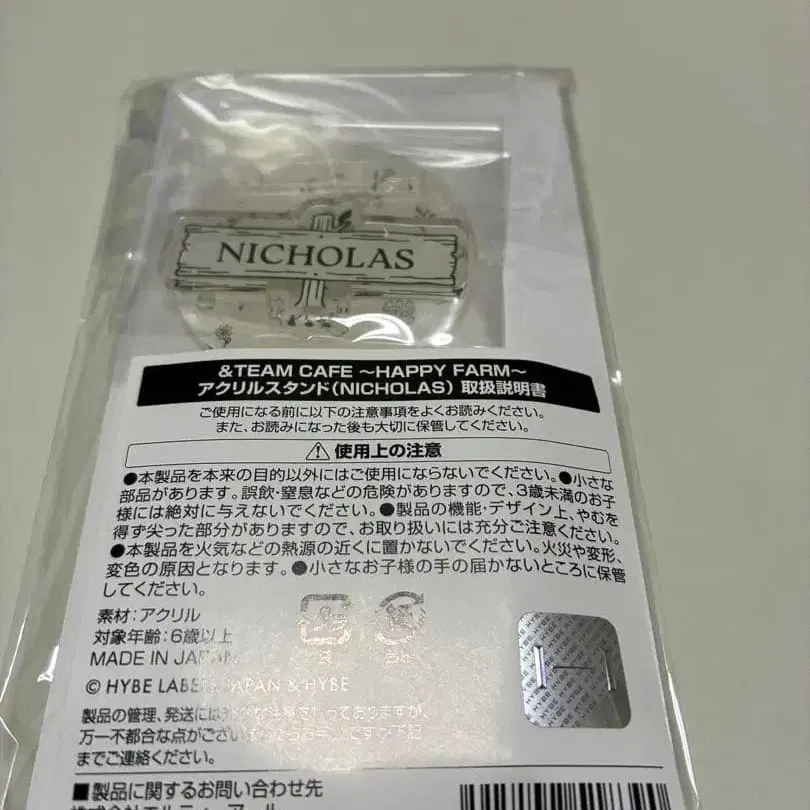 NICHOLAS
&TEAM CAFE ～HAPPY FARM～
アクリルスタンド(NICHOLAS) 取扱説明書
ご使用になる前に以下の注意事項をよくお読みください。
また、お読みになった後も大切に保管してください。
使用上の注意
●本製品を本来の目的以外にはご使用にならないでください。●小さな
部品があります。誤飲・窒息などの危険がありますので、3歳未満のお子
様には絶対に与えないでください。●製品の機能・デザイン上、やむを
得ず尖った部分がありますので、お取り扱いには充分ご注意ください。
●本製品を火気などの熱源の近くに置かないでください。火災や変形、
変色の原因となります。●小さなお子様の手の届かないところに保管
してください。
素材：アクリル
対象年齢：6歳以上
MADE IN JAPAN
© HYBE LABELS JAPAN & HYBE
製品の管理、発送には
万一不都合な点がござい 下記
までご連絡ください。
HYBE HYBE HYBE
■製品に関するお問い合わせ先